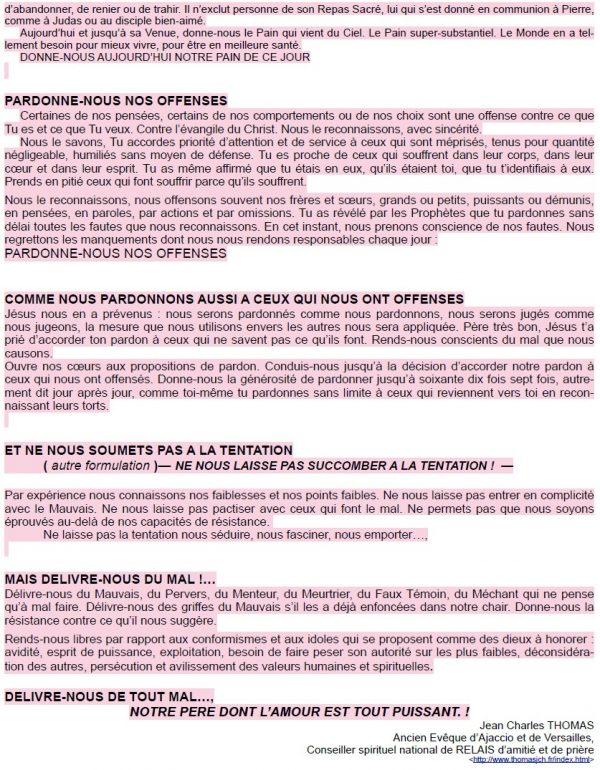 d'abandonner, de renier ou de trahir. Il n'exclut personne de son Repas Sacré, lui qui s'est donné en communion à Pierre,
comme à Judas ou au disciple bien-aimé.
Aujourd'hui et jusqu'à sa Venue, donne-nous le Pain qui vient du Ciel. Le Pain super-substantiel. Le Monde en a tel-
lement besoin pour mieux vivre, pour être en meilleure santé.
DONNE-NOUS AUJOURD'HUI NOTRE PAIN DE CE JOUR
PARDONNE-NOUS NOS OFFENSES
Certaines de nos pensées, certains de nos comportements ou de nos choix sont une offense contre ce que
Tu es et ce que Tu veux. Contre l'évangile du Christ. Nous le reconnaissons, avec sincérité.
Nous le savons, Tu accordes priorité d'attention et de service à ceux qui sont méprisés, tenus pour quantité
négligeable, humiliés sans moyen de défense. Tu es proche de ceux qui souffrent dans leur corps, dans leur
cœur et dans leur esprit. Tu as même affirmé que tu étais en eux, qu'ils étaient toi, que tu t'identifiais à eux.
Prends en pitié ceux qui font souffrir parce qu'ils souffrent.
Nous le reconnaissons, nous offensons souvent nos frères et sœurs, grands ou petits, puissants ou démunis,
en pensées, en paroles, par actions et par omissions. Tu as révélé par les Prophètes que tu pardonnes sans
délai toutes les fautes que nous reconnaissons. En cet instant, nous prenons conscience de nos fautes. Nous
regrettons les manquements dont nous nous rendons responsables chaque jour :
PARDONNE-NOUS NOS OFFENSES
COMME NOUS PARDONNONS AUSSI A CEUX QUI NOUS ONT OFFENSES
Jésus nous en a prévenus : nous serons pardonnés comme nous pardonnons, nous serons jugés comme
nous jugeons, la mesure que nous utilisons envers les autres nous sera appliquée. Père très bon, Jésus t'a
prié d'accorder ton pardon à ceux qui ne savent pas ce qu'ils font. Rends-nous conscients du mal que nous
causons.
Ouvre nos cœurs aux propositions de pardon. Conduis-nous jusqu'à la décision d'accorder notre pardon à
ceux qui nous ont offensés. Donne-nous la générosité de pardonner jusqu'à soixante dix fois sept fois, autre-
ment dit jour après jour, comme toi-même tu pardonnes sans limite à ceux qui reviennent vers toi en recon-
naissant leurs torts.
ET NE NOUS SOUMETS PAS A LA TENTATION
( autre formulation )— NE NOUS LAISSE PAS SUCCOMBER A LA TENTATION ! —
Par expérience nous connaissons nos faiblesses et nos points faibles. Ne nous laisse pas entrer en complicité
avec le Mauvais. Ne nous laisse pas pactiser avec ceux qui font le mal. Ne permets pas que nous soyons
éprouvés au-delà de nos capacités de résistance.
Ne laisse pas la tentation nous séduire, nous fasciner, nous emporter…,
MAIS DELIVRE-NOUS DU MAL !…
Délivre-nous du Mauvais, du Pervers, du Menteur, du Meurtrier, du Faux Témoin, du Méchant qui ne pense
qu'à mal faire. Délivre-nous des griffes du Mauvais s'il les a déjà enfoncées dans notre chair. Donne-nous la
résistance contre ce qu'il nous suggère.
Rends-nous libres par rapport aux conformismes et aux idoles qui se proposent comme des dieux à honorer :
avidité, esprit de puissance, exploitation, besoin de faire peser son autorité sur les plus faibles, déconsidéra-
tion des autres, persécution et avilissement des valeurs humaines et spirituelles.
DELIVRE-NOUS DE TOUT MAL…,
NOTRE PERE DONT L'AMOUR EST TOUT PUISSANT. !
Jean Charles THOMAS
Ancien Evêque d'Ajaccio et de Versailles,
Conseiller spirituel national de RELAIS d'amitié et de prière
<http://www.thomasjch.fr/index.html>